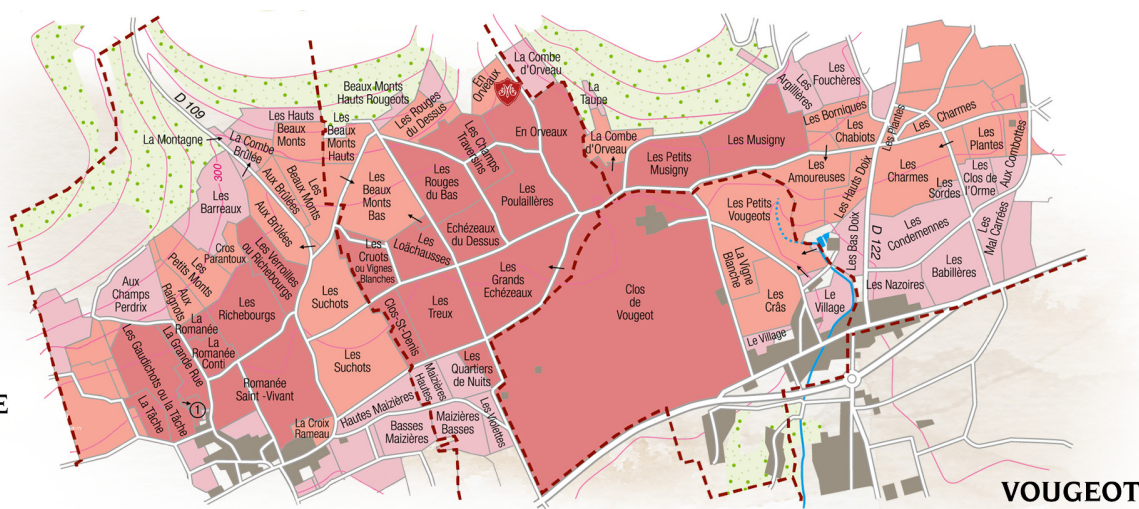 D 109
La Montagne
La Combe
Brûlée
Les Hauts
Beaux Monts
Les
Beaux
Monts
Hauts
Beaux Monts
Hauts Rougeots
Les Rouges
du Dessus
En
Orveaux
La Combe
d'Orveau
La
Taupe
La Combe
d'Orveau
Les
Argillières
Les
Fouchères
Les Borniques
Les
Chabiots
Les Plantes
Les Charmes
Les
Plantes
Aux Combottes
300
Les
Barreaux
Aux Brûlées
Les
Beaux Monts
Aux Brûlées
Les
Beaux
Monts
Bas
Les
Rouges
du Bas
Les Champs
Traversins
En Orveaux
Les
Poulaillères
Les Petits
Musigny
Les Musigny
Les
Amoureuses
Les Hauts Doix
Les
Charmes
Les
Sordes
Les
Clos de
l'Orme
Les
Mal Carrées
Cros
Parantoux
Les Verroilles
ou Richebourgs
Les
Petits Monts
Aux
Raignots
Aux
Champs
Perdrix
Les
Richebourg
Les
Suchots
Les
Cruots
ou Vignes
Blanches
Les
Loächausses
Echézeaux
du Dessus
Les
Grands
Echézeaux
Les
Treux
Clos-St-Denis
Clos
de
Vougeot
Les Petits
Vougeots
La Vigne
Blanche
Les
Crâs
Le
Village
Le Village
Les Bas Doix
D 122
Les
Condemennes
Les
Babillères
Les Nazoires
La
Romanée
La
Romanée
Conti
La Grande Rue
Les Gaudichots ou la Tâche
La Tâche
1
Romanée
Saint -Vivant
Les
Suchots
La Croix
Rameau
Hautes Maizières
Basses
Maizières
Maizières
Hautes
Maizières
Basses
Les
Quartiers
de Nuits
Les Violettes
E
VOUGEOT